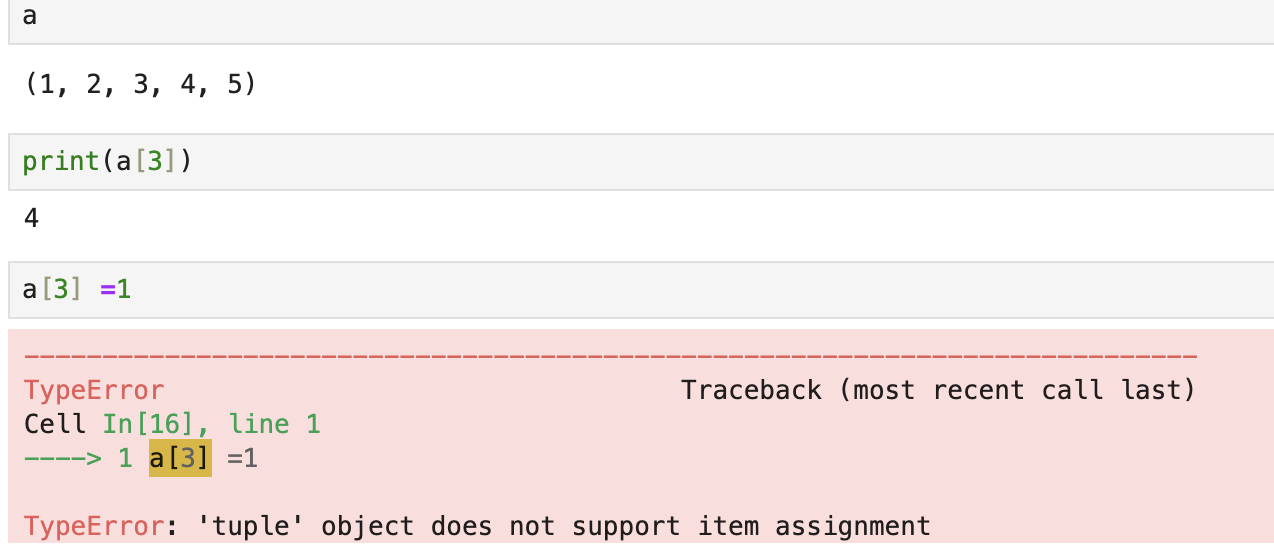 a
(1, 2, 3, 4, 5)
print(a[3])
4
a[3] =1
---------------------------------------------------------------------------
TypeError                                 Traceback (most recent call last)
Cell In[16], line 1
----> 1 a[3] =1

TypeError: 'tuple' object does not support item assignment